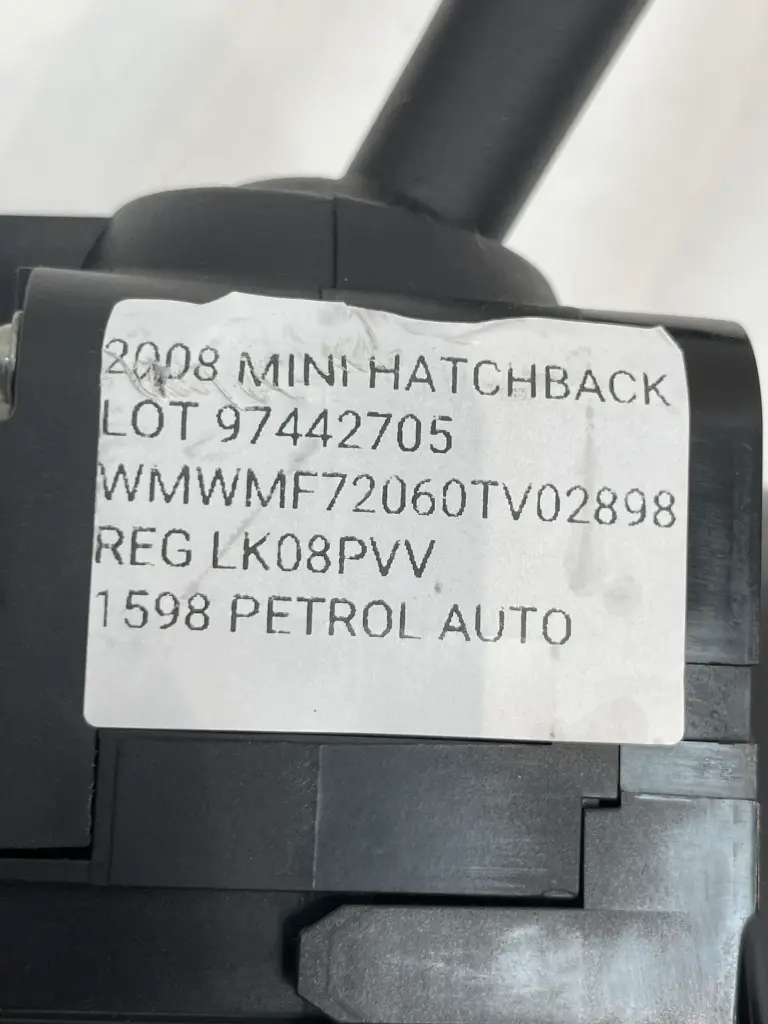 2008 MINI HATCHBACK
LOT 97442705
WMWMF72060TV02898
REG LK08PVV
1598 PETROL AUTO